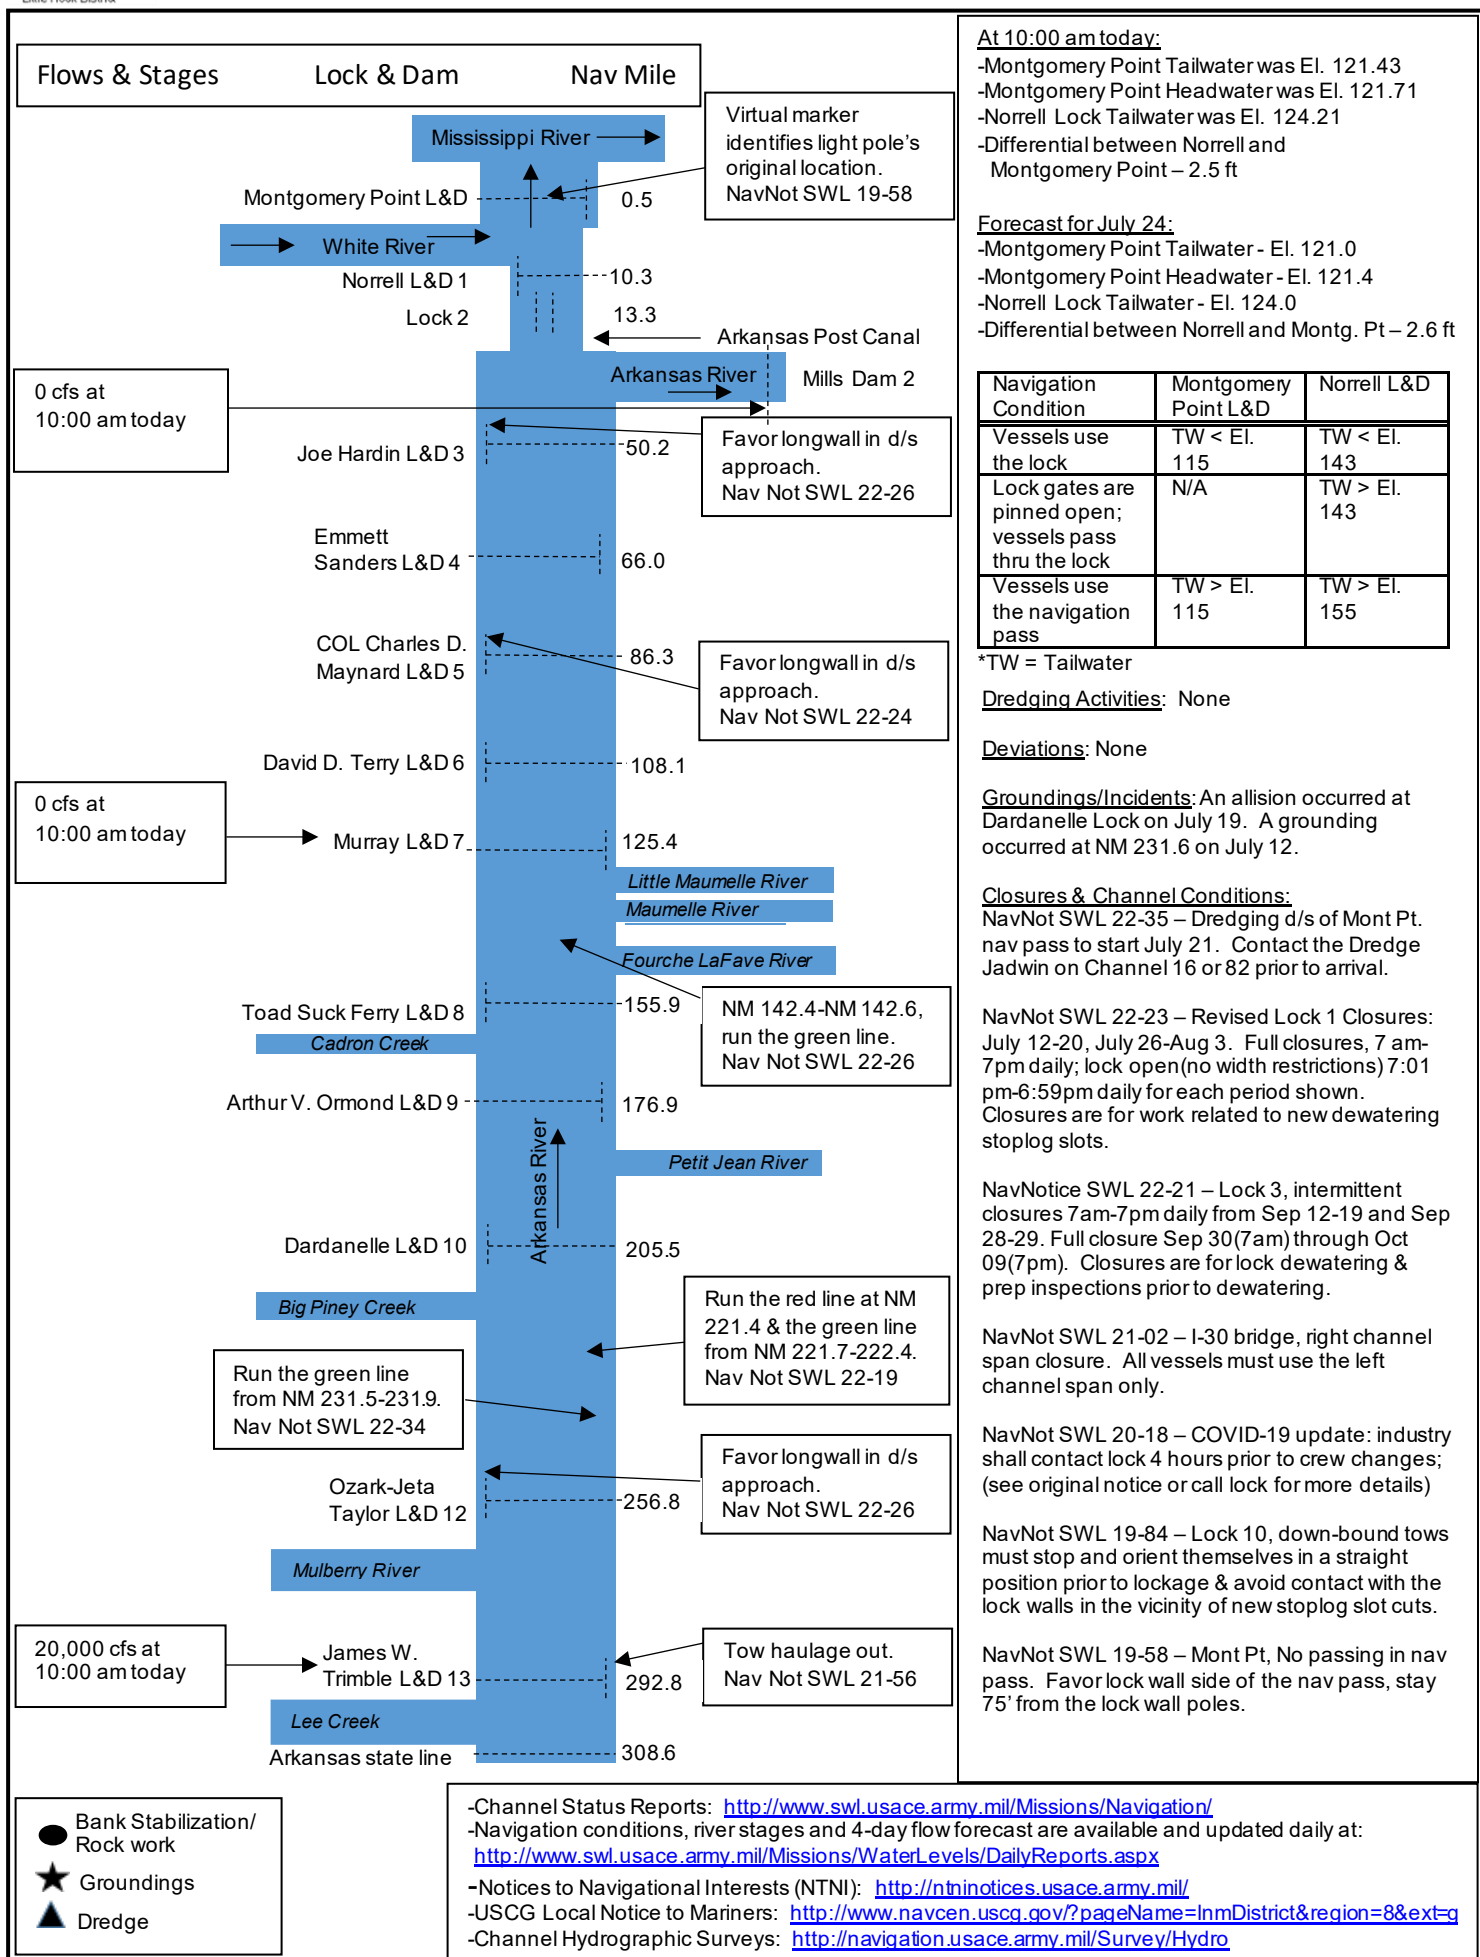 Little Rock District
Flows & Stages
Lock & Dam
Nav Mile
Mississippi River
Virtual marker
identifies light pole's
original location.
NavNot SWL 19-58
Montgomery Point L&D
0.5
White River
Norrell L&D 1
10.3
Lock 2
13.3
Arkansas Post Canal
Arkansas River
Mills Dam 2
0 cfs at
10:00 am today
Joe Hardin L&D 3
50.2
Favor longwall in d/s
approach.
Nav Not SWL 22-26
Emmett
Sanders L&D 4
66.0
COL Charles D.
Maynard L&D 5
86.3
Favor longwall in d/s
approach.
Nav Not SWL 22-24
David D. Terry L&D 6
108.1
0 cfs at
10:00 am today
Murray L&D 7
125.4
Little Maumelle River
Maumelle River
Fourche LaFave River
Toad Suck Ferry L&D 8
155.9
NM 142.4-NM 142.6,
run the green line.
Nav Not SWL 22-26
Cadron Creek
Arthur V. Ormond L&D 9
176.9
Arkansas River
Petit Jean River
Dardanelle L&D 10
205.5
Big Piney Creek
Run the red line at NM
221.4 & the green line
from NM 221.7-222.4.
Nav Not SWL 22-19
Run the green line
from NM 231.5-231.9.
Nav Not SWL 22-34
Favor longwall in d/s
approach.
Nav Not SWL 22-26
Ozark-Jeta
Taylor L&D 12
256.8
Mulberry River
20,000 cfs at
10:00 am today
James W.
Trimble L&D 13
292.8
Tow haulage out.
Nav Not SWL 21-56
Lee Creek
Arkansas state line
308.6
At 10:00 am today:
-Montgomery Point Tailwater was El. 121.43
-Montgomery Point Headwater was El. 121.71
-Norrell Lock Tailwater was El. 124.21
-Differential between Norrell and
Montgomery Point – 2.5 ft
Forecast for July 24:
-Montgomery Point Tailwater - El. 121.0
-Montgomery Point Headwater - El. 121.4
-Norrell Lock Tailwater - El. 124.0
-Differential between Norrell and Montg. Pt – 2.6 ft
Navigation Condition | Montgomery Point L&D | Norrell L&D
Vessels use the lock | TW < El. 115 | TW < El. 143
Lock gates are pinned open; vessels pass thru the lock | N/A | TW > El. 143
Vessels use the navigation pass | TW > El. 115 | TW > El. 155
*TW = Tailwater
Dredging Activities: None
Deviations: None
Groundings/Incidents: An allision occurred at
Dardanelle Lock on July 19. A grounding
occurred at NM 231.6 on July 12.
Closures & Channel Conditions:
NavNot SWL 22-35 – Dredging d/s of Mont Pt.
nav pass to start July 21. Contact the Dredge
Jadwin on Channel 16 or 82 prior to arrival.
NavNot SWL 22-23 – Revised Lock 1 Closures:
July 12-20, July 26-Aug 3. Full closures, 7 am-
7pm daily; lock open(no width restrictions) 7:01
pm-6:59pm daily for each period shown.
Closures are for work related to new dewatering
stoplog slots.
NavNotice SWL 22-21 – Lock 3, intermittent
closures 7am-7pm daily from Sep 12-19 and Sep
28-29. Full closure Sep 30(7am) through Oct
09(7pm). Closures are for lock dewatering &
prep inspections prior to dewatering.
NavNot SWL 21-02 – I-30 bridge, right channel
span closure. All vessels must use the left
channel span only.
NavNot SWL 20-18 – COVID-19 update: industry
shall contact lock 4 hours prior to crew changes;
(see original notice or call lock for more details)
NavNot SWL 19-84 – Lock 10, down-bound tows
must stop and orient themselves in a straight
position prior to lockage & avoid contact with the
lock walls in the vicinity of new stoplog slot cuts.
NavNot SWL 19-58 – Mont Pt, No passing in nav
pass. Favor lock wall side of the nav pass, stay
75' from the lock wall poles.
Bank Stabilization/
Rock work
Groundings
Dredge
-Channel Status Reports: http://www.swl.usace.army.mil/Missions/Navigation/
-Navigation conditions, river stages and 4-day flow forecast are available and updated daily at:
http://www.swl.usace.army.mil/Missions/WaterLevels/DailyReports.aspx
-Notices to Navigational Interests (NTNI): http://ntninotices.usace.army.mil/
-USCG Local Notice to Mariners: http://www.navcen.uscg.gov/?pageName=lnmDistrict&region=8&ext=g
-Channel Hydrographic Surveys: http://navigation.usace.army.mil/Survey/Hydro